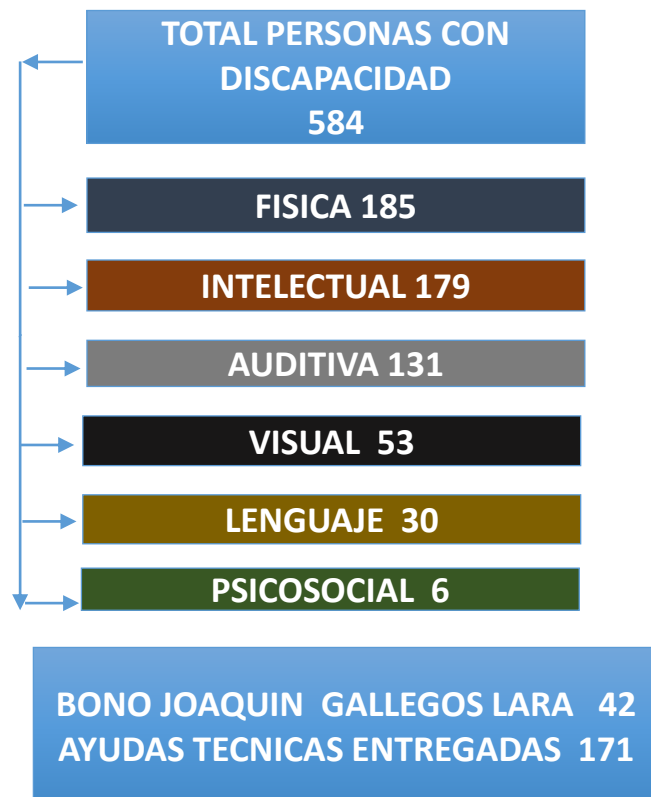 TOTAL PERSONAS CON
DISCAPACIDAD
584
FISICA 185
INTELECTUAL 179
AUDITIVA 131
VISUAL 53
LENGUAJE 30
PSICOSOCIAL 6
BONO JOAQUIN GALLEGOS LARA 42
AYUDAS TECNICAS ENTREGADAS 171